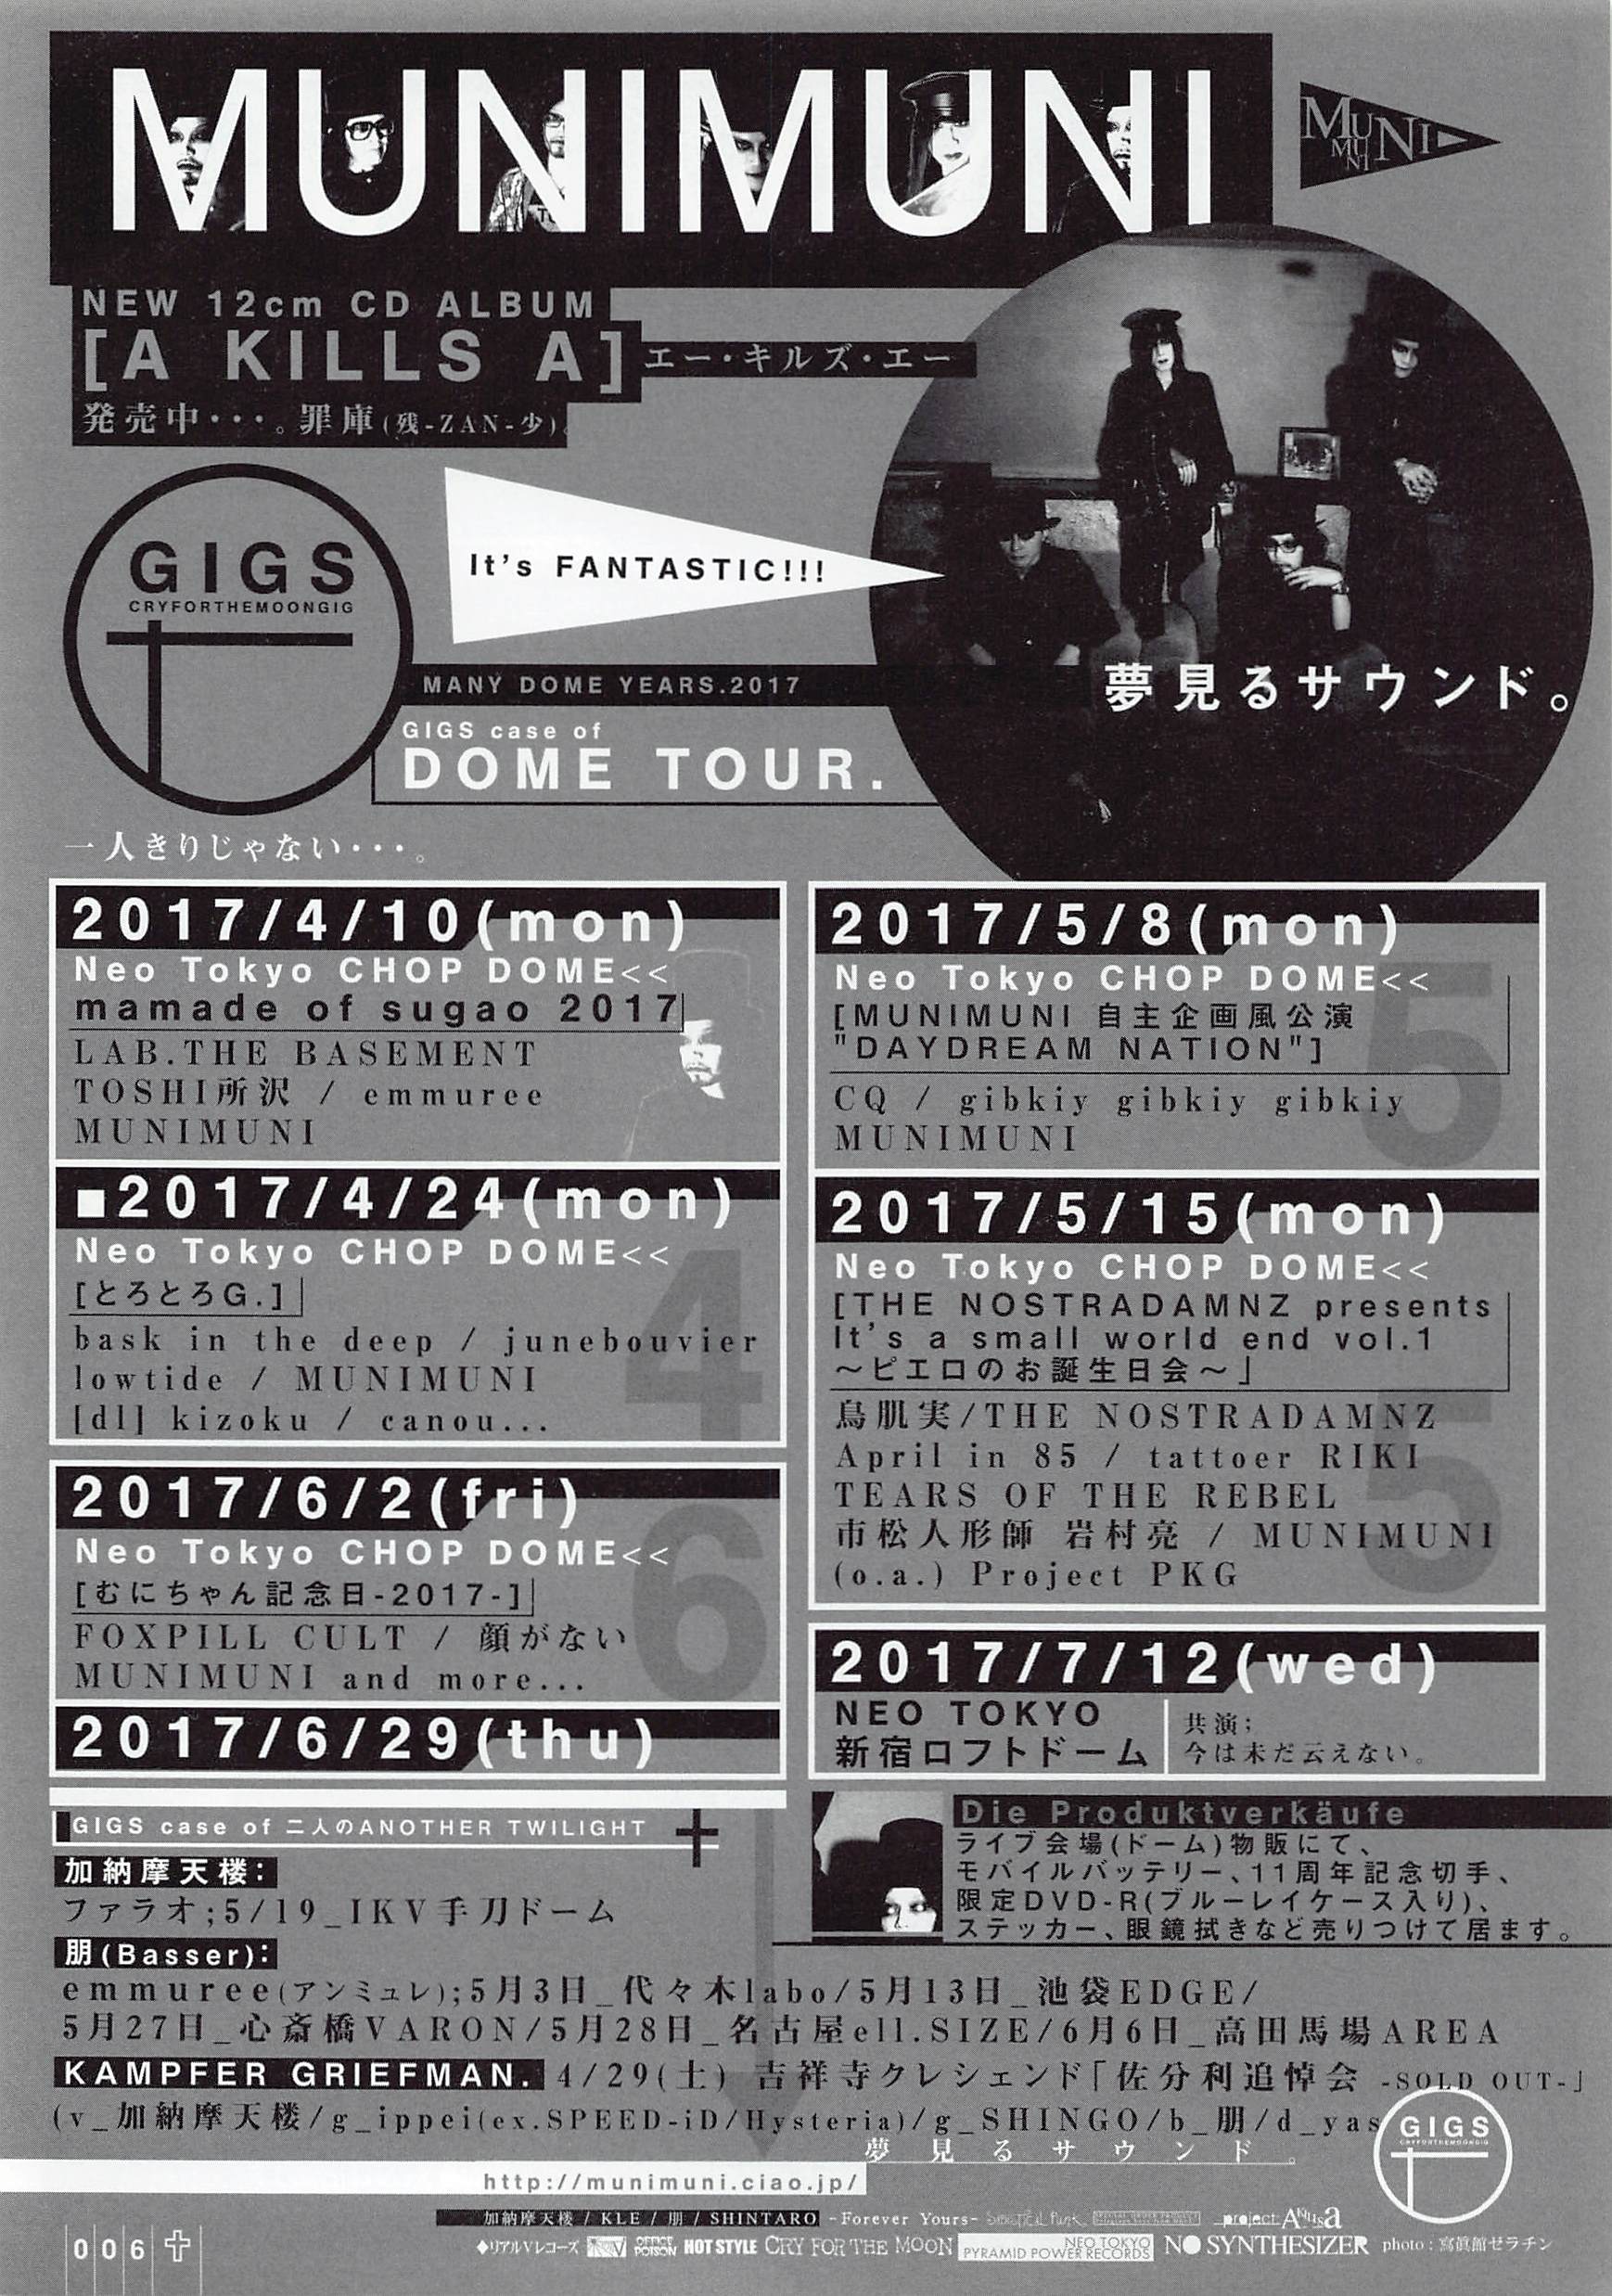 MUNIMUNI
MUNIMUNI
NEW 12cm CD ALBUM
[A KILLS A] エー・キルズ・エー
発売中・・・。罪庫(残-ZAN-少)。
GIGS
CRYFORTHEMOONGIG
It's FANTASTIC!!!
夢見るサウンド。
MANY DOME YEARS.2017
GIGS case of
DOME TOUR.
一人きりじゃない・・・。
2017/4/10(mon)
Neo Tokyo CHOP DOME<<
mamade of sugao 2017
LAB.THE BASEMENT
TOSHI所沢 / emmuree
MUNIMUNI
■2017/4/24(mon)
Neo Tokyo CHOP DOME<<
[とろとろG.]
bask in the deep / junebouvier
lowtide / MUNIMUNI
[dl] kizoku / canou...
4
2017/6/2(fri)
Neo Tokyo CHOP DOME<<
[むにちゃん記念日-2017-]
FOXPILL CULT / 顔がない
MUNIMUNI and more...
6
2017/6/29(thu)
2017/5/8(mon)
Neo Tokyo CHOP DOME<<
[MUNIMUNI 自主企画風公演
"DAYDREAM NATION"]
CQ / gibkiy gibkiy gibkiy
MUNIMUNI
5
2017/5/15(mon)
Neo Tokyo CHOP DOME<<
[THE NOSTRADAMNZ presents
It's a small world end vol.1
～ピエロのお誕生日会～」
鳥肌実/THE NOSTRADAMNZ
April in 85 / tattoer RIKI
TEARS OF THE REBEL
市松人形師 岩村亮 / MUNIMUNI
(o.a.) Project PKG
5
2017/7/12(wed)
NEO TOKYO
新宿ロフトドーム
共演;
今は未だ云えない。
GIGS case of 二人のANOTHER TWILIGHT
加納摩天楼:
ファラオ;5/19_IKV手刀ドーム
朋(Basser):
emmuree(アンミュレ);5月3日_代々木labo/5月13日_池袋EDGE/
5月27日_心斎橋VARON/5月28日_名古屋ell.SIZE/6月6日_高田馬場AREA
KAMPFER GRIEFMAN. 4/29(土) 吉祥寺クレシェンド「佐分利追悼会 -SOLD OUT-」
(v_加納摩天楼/g_ippei(ex.SPEED-iD/Hysteria)/g_SHINGO/b_朋/d_yas
Die Produktverkäufe
ライブ会場(ドーム)物販にて、
モバイルバッテリー、11周年記念切手、
限定DVD-R(ブルーレイケース入り)、
ステッカー、眼鏡拭きなど売りつけて居ます。
夢見るサウンド。
GIGS
CRYFORTHEMOONGIG
http://munimuni.ciao.jp/
加納摩天楼 / KLE / 朋 / SHINTARO -Forever Yours- project:ANusa
◆リアルVレコーズ OFFICE POISON HOT STYLE CRY FOR THE MOON NEO TOKYO PYRAMID POWER RECORDS NO SYNTHESIZER photo:寫眞館ゼラチン
006